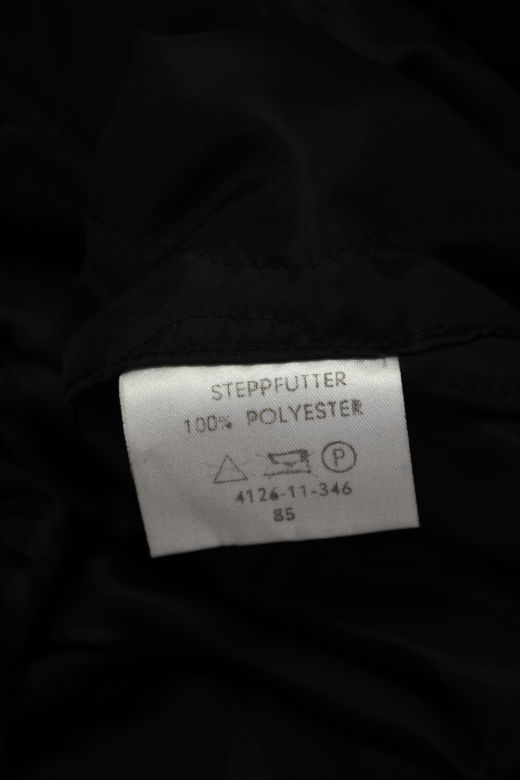 STEPPFUTTER
100% POLYESTER
P
4126-11-346
85